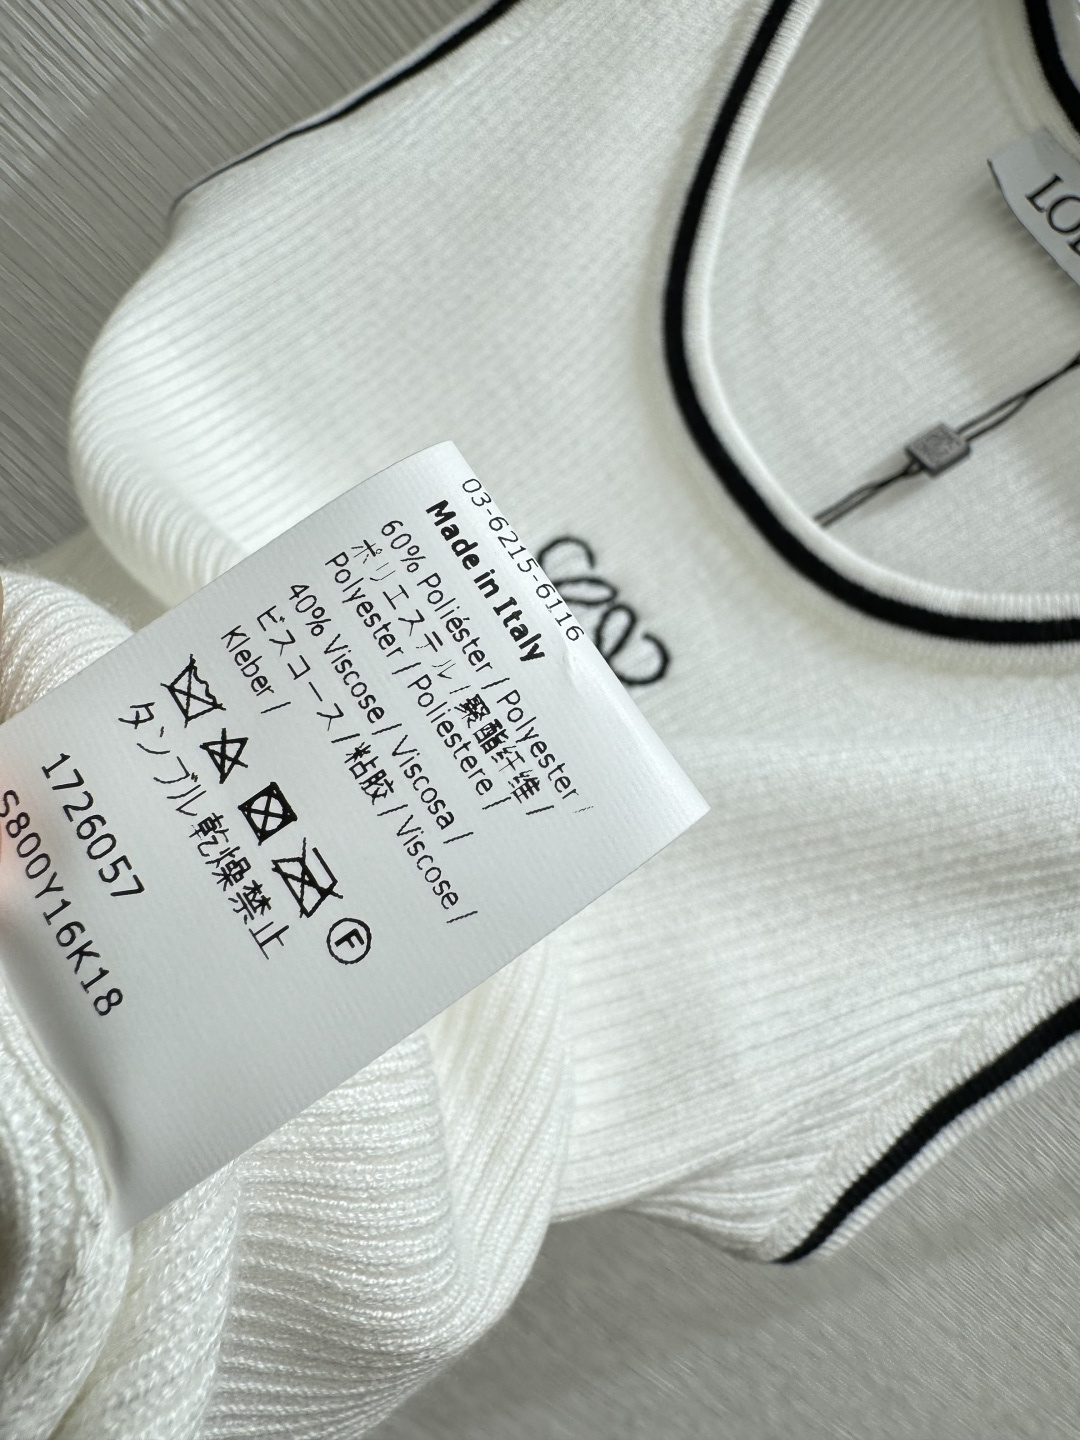 03-6215-6116
Made in Italy
60% Poliéster / Polyester /
ポリエステル / 聚酯纤维 /
Polyester / Poliestere /
40% Viscose / Viscosa /
ビスコース / 粘胶 / Viscose /
Kleber /
F
タンブル乾燥禁止
1726057
S800Y16K18